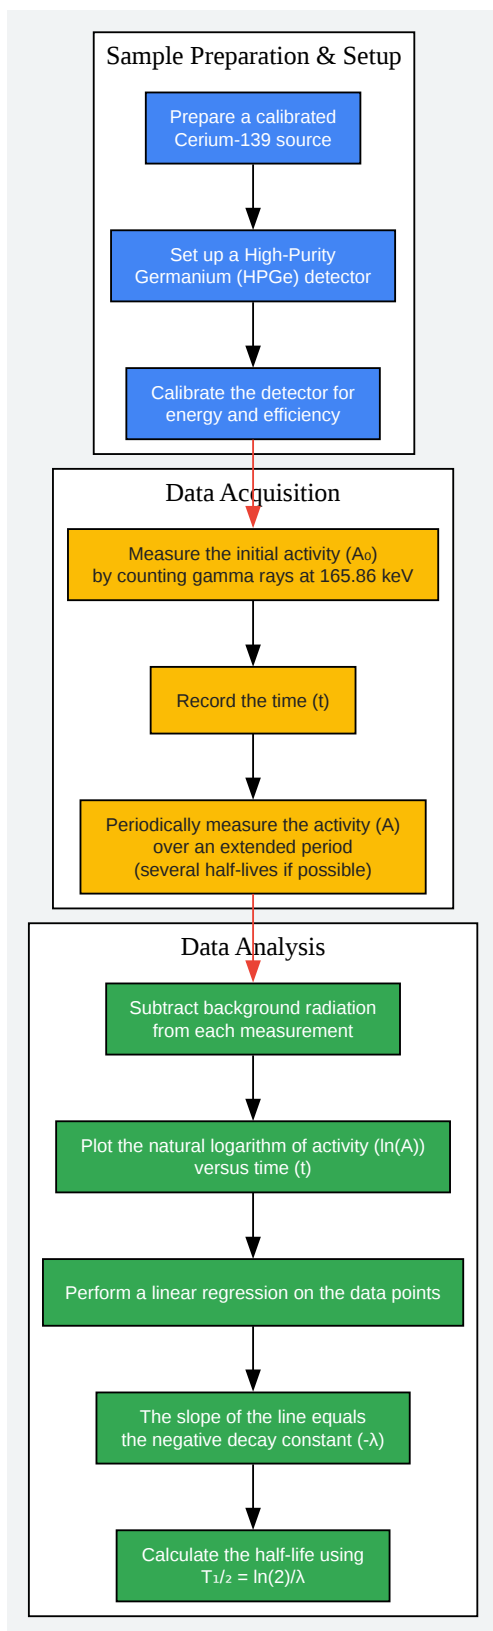 Sample Preparation & Setup
Prepare a calibrated
Cerium-139 source
Set up a High-Purity
Germanium (HPGe) detector
Calibrate the detector for
energy and efficiency
Data Acquisition
Measure the initial activity (A₀)
by counting gamma rays at 165.86 keV
Record the time (t)
Periodically measure the activity (A)
over an extended period
(several half-lives if possible)
Data Analysis
Subtract background radiation
from each measurement
Plot the natural logarithm of activity (ln(A))
versus time (t)
Perform a linear regression on the data points
The slope of the line equals
the negative decay constant (-λ)
Calculate the half-life using
T₁/₂ = ln(2)/λ